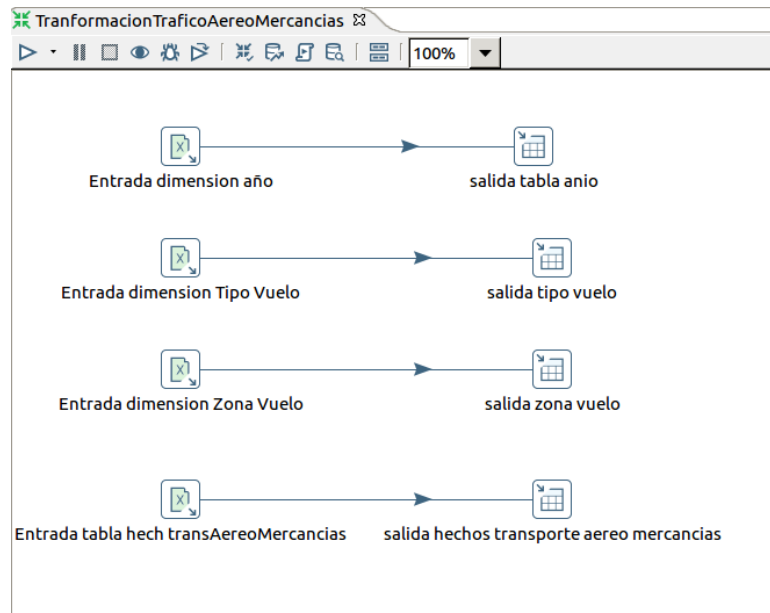 TranformacionTraficoAereoMercancias
100%
Entrada dimension año
salida tabla anio
Entrada dimension Tipo Vuelo
salida tipo vuelo
Entrada dimension Zona Vuelo
salida zona vuelo
Entrada tabla hech transAereoMercancias
salida hechos transporte aereo mercancias